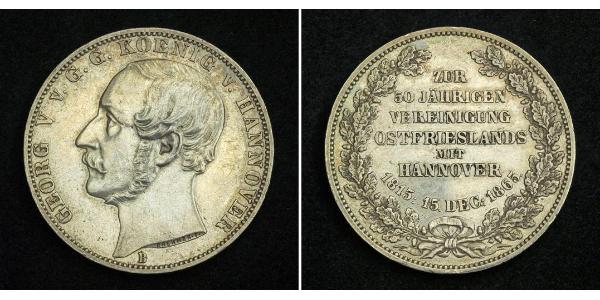 GEORG V v. G. G. KOENIG v. HANNOVER
B
ZUR
50 JÄHRIGEN
VEREINIGUNG
OSTFRIESLANDS
MIT
HANNOVER
1815. 15. DEC: 1865.